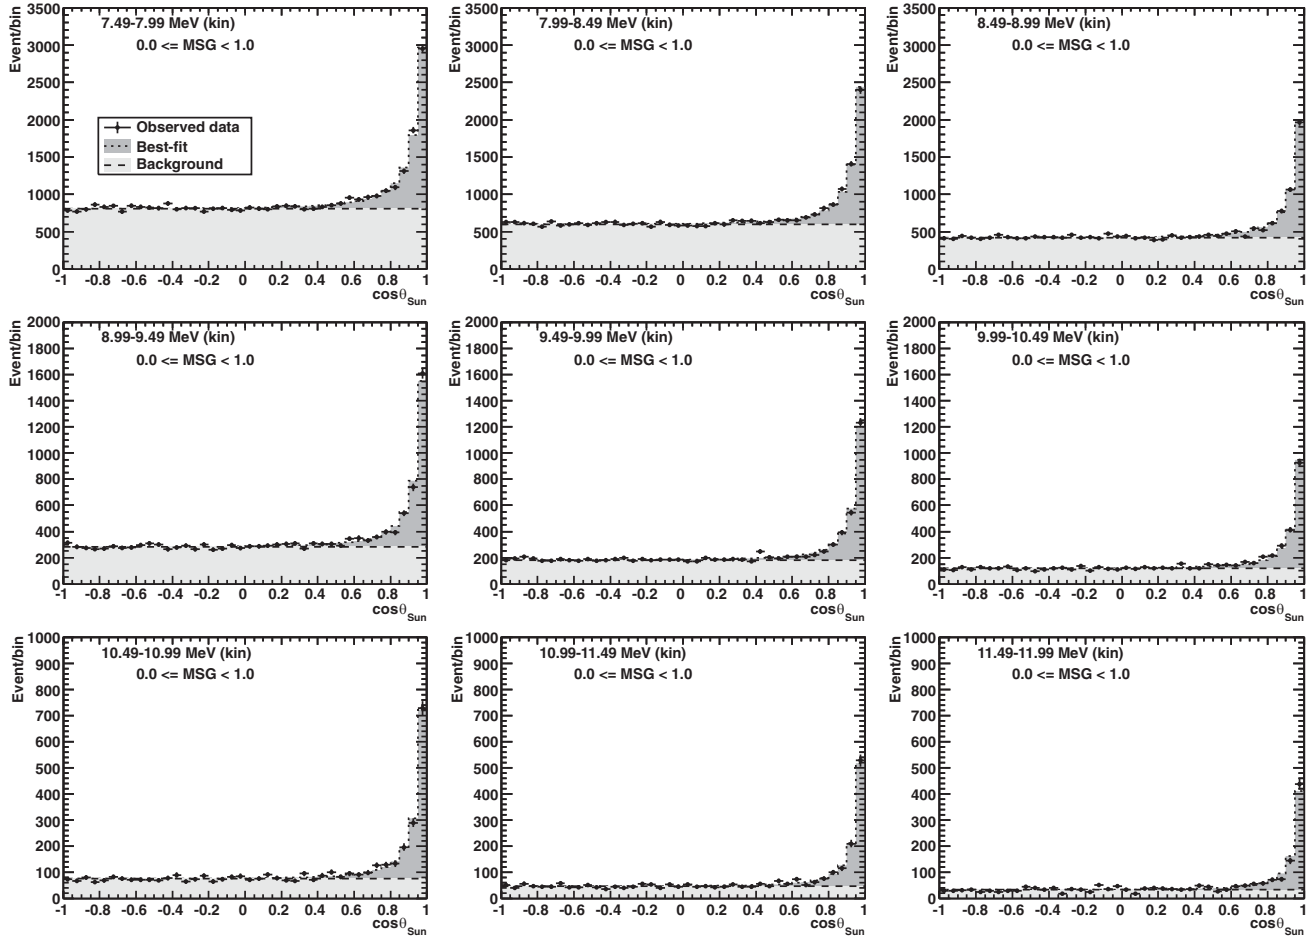 Event/bin
3500
3000
2500
2000
1500
1000
500
0
7.49-7.99 MeV (kin)
0.0 <= MSG < 1.0
Observed data
Best-fit
Background
-1 -0.8 -0.6 -0.4 -0.2 0 0.2 0.4 0.6 0.8 1
cosθSun
Event/bin
3500
3000
2500
2000
1500
1000
500
0
7.99-8.49 MeV (kin)
0.0 <= MSG < 1.0
-1 -0.8 -0.6 -0.4 -0.2 0 0.2 0.4 0.6 0.8 1
cosθSun
Event/bin
3500
3000
2500
2000
1500
1000
500
0
8.49-8.99 MeV (kin)
0.0 <= MSG < 1.0
-1 -0.8 -0.6 -0.4 -0.2 0 0.2 0.4 0.6 0.8 1
cosθSun
Event/bin
2000
1800
1600
1400
1200
1000
800
600
400
200
0
8.99-9.49 MeV (kin)
0.0 <= MSG < 1.0
-1 -0.8 -0.6 -0.4 -0.2 0 0.2 0.4 0.6 0.8 1
cosθSun
Event/bin
2000
1800
1600
1400
1200
1000
800
600
400
200
0
9.49-9.99 MeV (kin)
0.0 <= MSG < 1.0
-1 -0.8 -0.6 -0.4 -0.2 0 0.2 0.4 0.6 0.8 1
cosθSun
Event/bin
2000
1800
1600
1400
1200
1000
800
600
400
200
0
9.99-10.49 MeV (kin)
0.0 <= MSG < 1.0
-1 -0.8 -0.6 -0.4 -0.2 0 0.2 0.4 0.6 0.8 1
cosθSun
Event/bin
1000
900
800
700
600
500
400
300
200
100
0
10.49-10.99 MeV (kin)
0.0 <= MSG < 1.0
-1 -0.8 -0.6 -0.4 -0.2 0 0.2 0.4 0.6 0.8 1
cosθSun
Event/bin
1000
900
800
700
600
500
400
300
200
100
0
10.99-11.49 MeV (kin)
0.0 <= MSG < 1.0
-1 -0.8 -0.6 -0.4 -0.2 0 0.2 0.4 0.6 0.8 1
cosθSun
Event/bin
1000
900
800
700
600
500
400
300
200
100
0
11.49-11.99 MeV (kin)
0.0 <= MSG < 1.0
-1 -0.8 -0.6 -0.4 -0.2 0 0.2 0.4 0.6 0.8 1
cosθSun